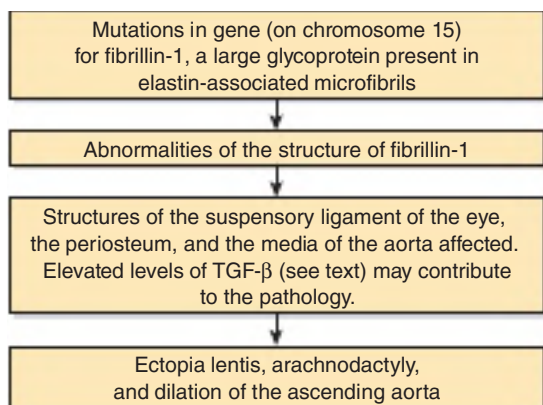 Mutations in gene (on chromosome 15)
for fibrillin-1, a large glycoprotein present in
elastin-associated microfibrils
Abnormalities of the structure of fibrillin-1
Structures of the suspensory ligament of the eye,
the periosteum, and the media of the aorta affected.
Elevated levels of TGF-β (see text) may contribute
to the pathology.
Ectopia lentis, arachnodactyly,
and dilation of the ascending aorta